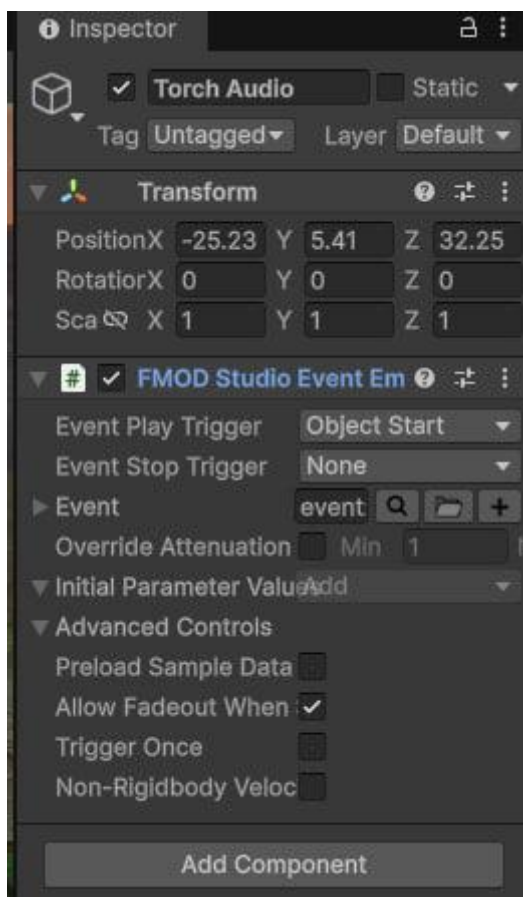 Inspector
Torch Audio Static
Tag Untagged Layer Default
Transform
PositionX -25.23 Y 5.41 Z 32.25
RotatiorX 0 Y 0 Z 0
Sca X 1 Y 1 Z 1
# FMOD Studio Event Em
Event Play Trigger Object Start
Event Stop Trigger None
Event event
Override Attenuation Min 1
Initial Parameter Values Add
Advanced Controls
Preload Sample Data
Allow Fadeout When
Trigger Once
Non-Rigidbody Veloc
Add Component